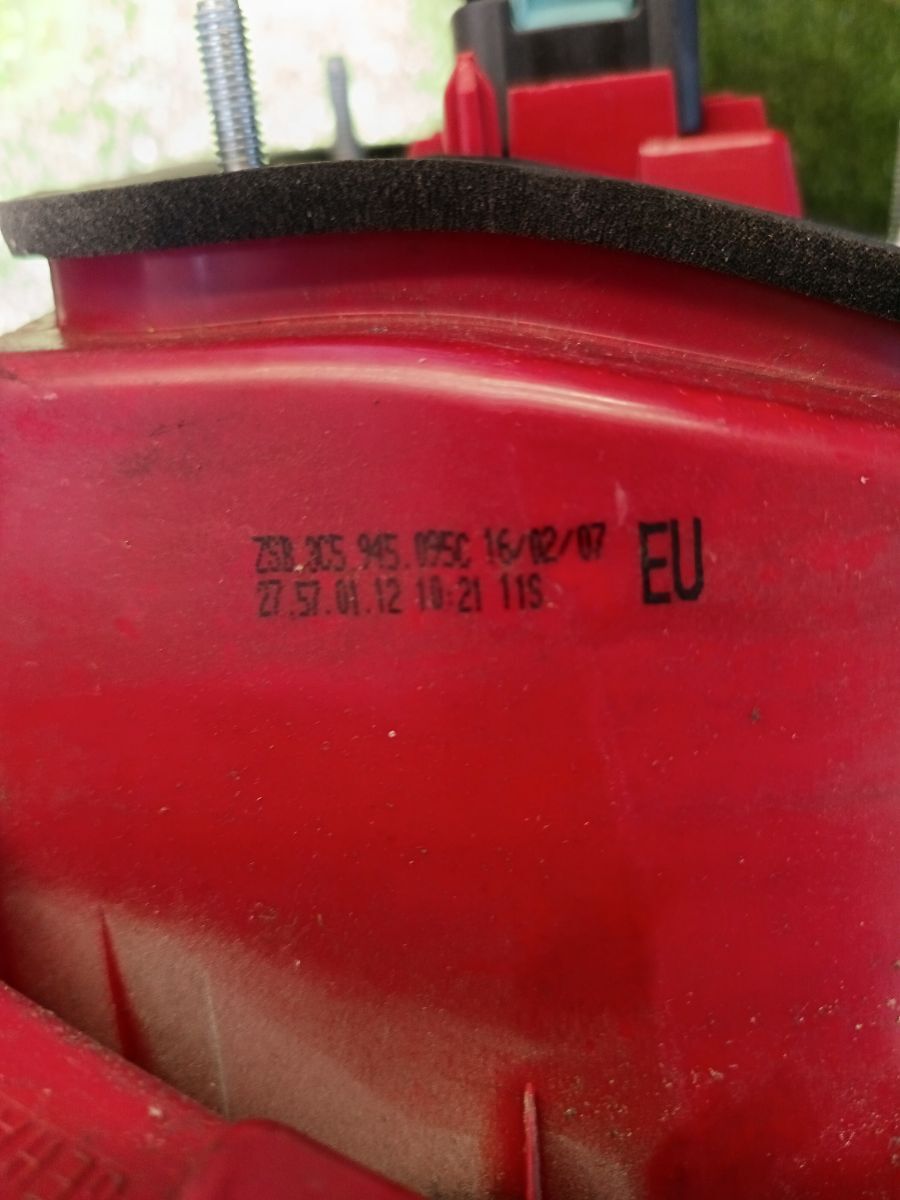 ZSB.3C5.945.095C 16/02/07 EU
27.57.01.12 10:21 11S